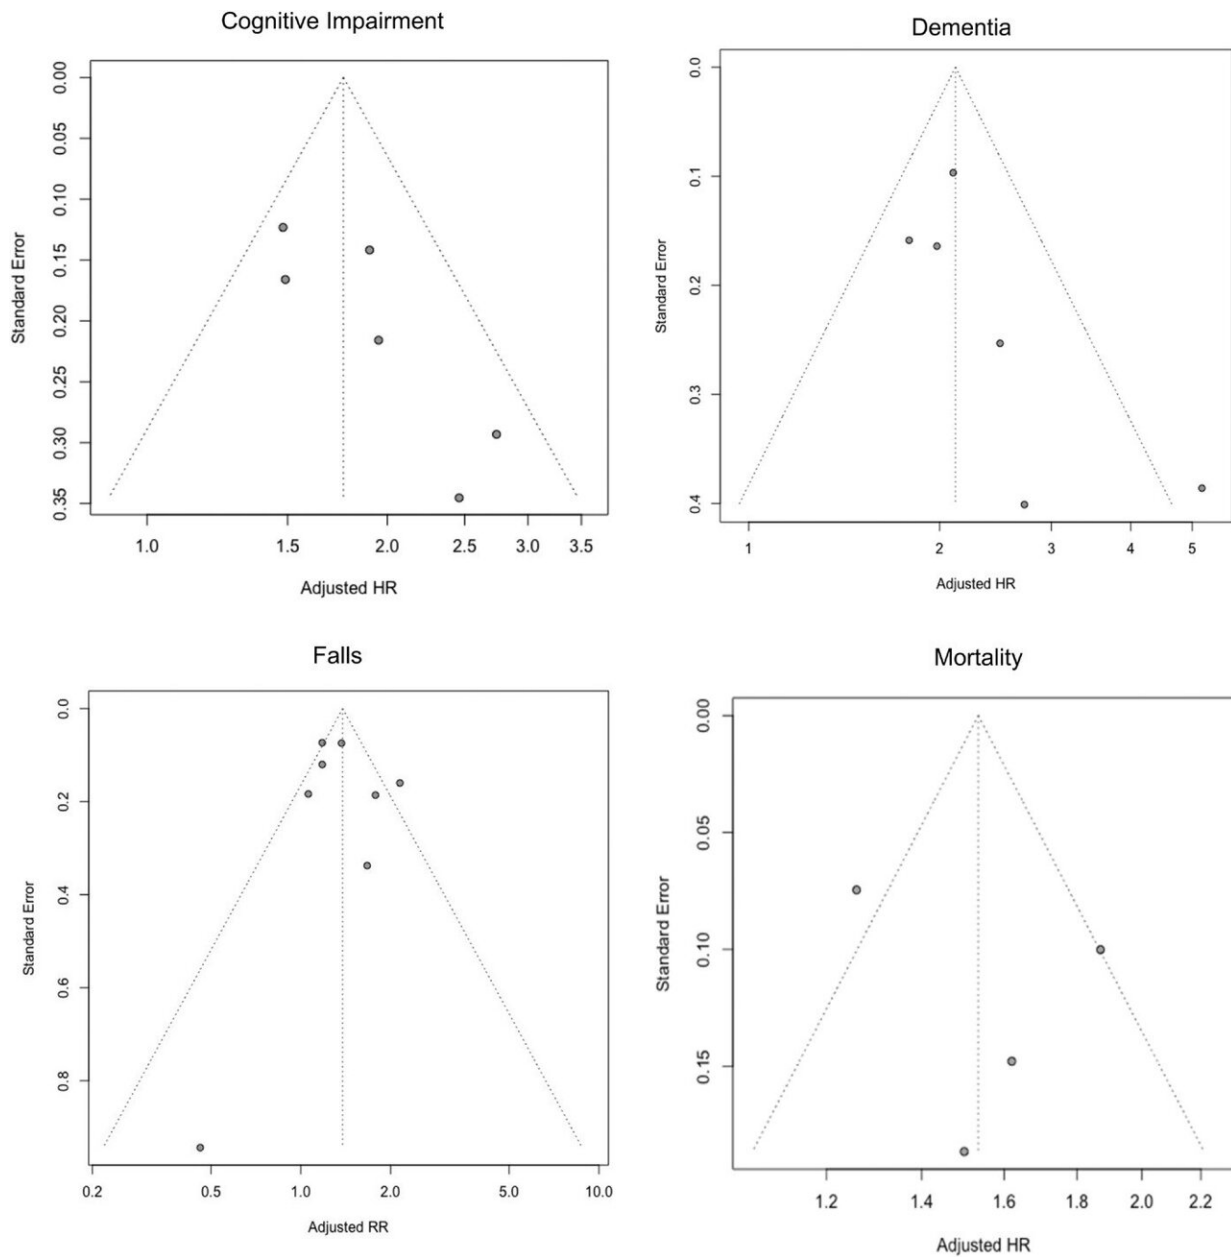 Cognitive Impairment
Standard Error
0.00
0.05
0.10
0.15
0.20
0.25
0.30
0.35
1.0 1.5 2.0 2.5 3.0 3.5
Adjusted HR
Dementia
Standard Error
0.0
0.1
0.2
0.3
0.4
1 2 3 4 5
Adjusted HR
Falls
Standard Error
0.0
0.2
0.4
0.6
0.8
0.2 0.5 1.0 2.0 5.0 10.0
Adjusted RR
Mortality
Standard Error
0.00
0.05
0.10
0.15
1.2 1.4 1.6 1.8 2.0 2.2
Adjusted HR